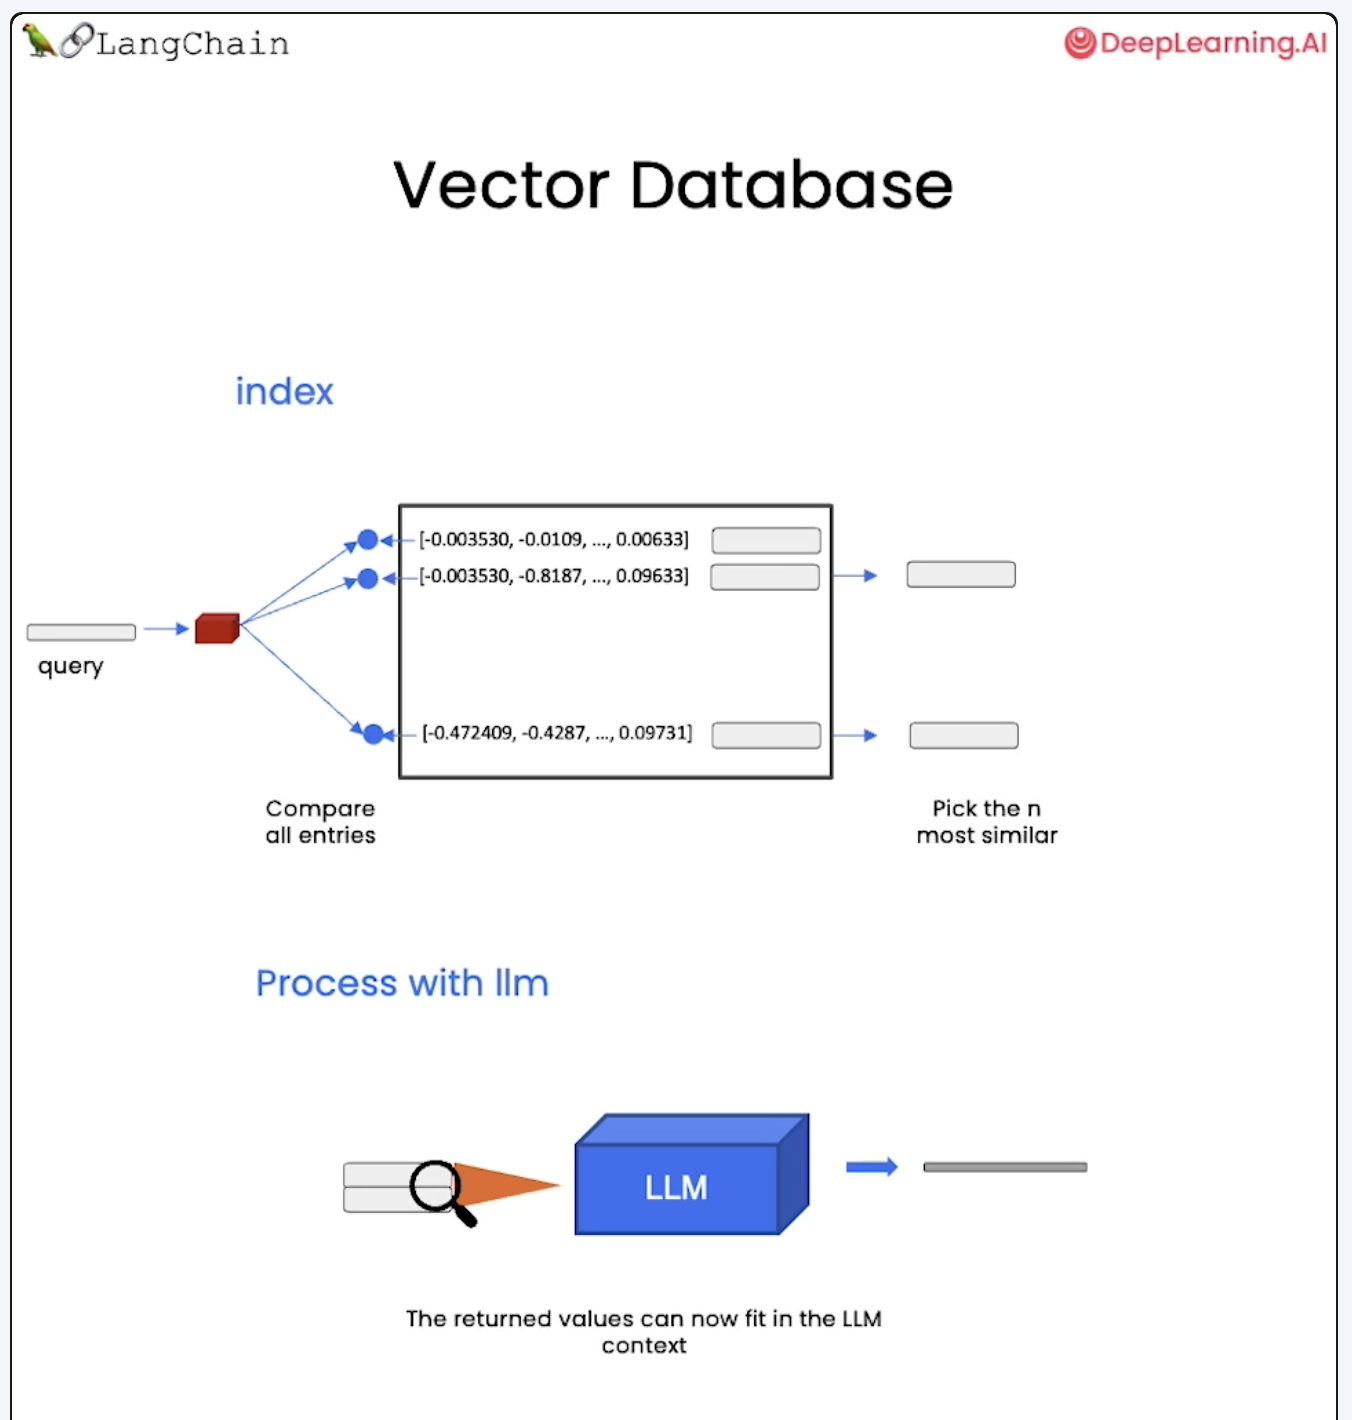 LangChain
DeepLearning.AI
Vector Database
index
[-0.003530, -0.0109, ..., 0.00633]
[-0.003530, -0.8187, ..., 0.09633]
query
[-0.472409, -0.4287, ..., 0.09731]
Compare
all entries
Pick the n
most similar
Process with llm
LLM
The returned values can now fit in the LLM
context